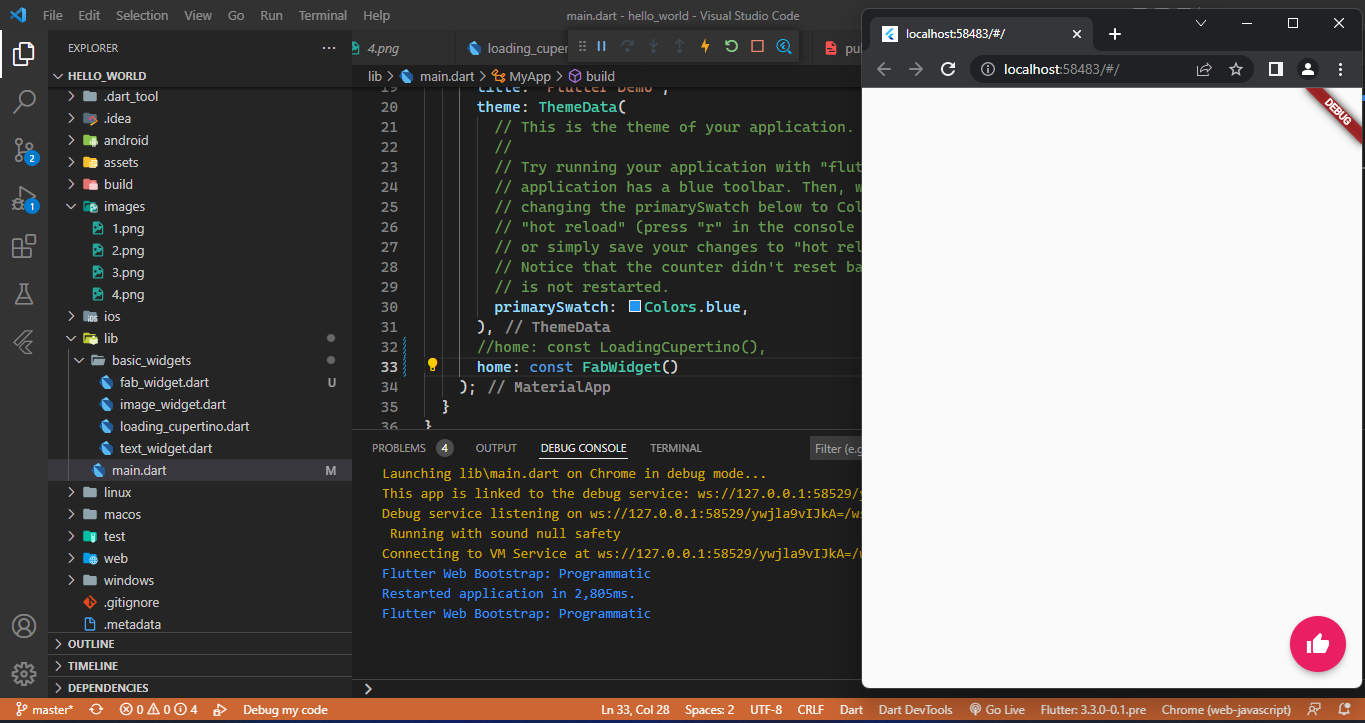 File Edit Selection View Go Run Terminal Help
main.dart - hello_world - Visual Studio Code
EXPLORER
HELLO_WORLD
.dart_tool
.idea
android
assets
build
images
1.png
2.png
3.png
4.png
ios
lib
basic_widgets
fab_widget.dart U
image_widget.dart
loading_cupertino.dart
text_widget.dart
main.dart M
linux
macos
test
web
windows
.gitignore
.metadata
OUTLINE
TIMELINE
DEPENDENCIES
2
1
4.png loading_cuper pu
lib > main.dart > MyApp > build
19 title: 'Flutter Demo',
20 theme: ThemeData(
21 // This is the theme of your application.
22 //
23 // Try running your application with "flut
24 // application has a blue toolbar. Then, w
25 // changing the primarySwatch below to Col
26 // "hot reload" (press "r" in the console
27 // or simply save your changes to "hot rel
28 // Notice that the counter didn't reset ba
29 // is not restarted.
30 primarySwatch: Colors.blue,
31 ), // ThemeData
32 //home: const LoadingCupertino(),
33 home: const FabWidget()
34 ); // MaterialApp
35 }
36 }
PROBLEMS 4 OUTPUT DEBUG CONSOLE TERMINAL Filter (e.g
Launching lib\main.dart on Chrome in debug mode...
This app is linked to the debug service: ws://127.0.0.1:58529/y
Debug service listening on ws://127.0.0.1:58529/ywjla9vIJkA=/ws
Running with sound null safety
Connecting to VM Service at ws://127.0.0.1:58529/ywjla9vIJkA=/w
Flutter Web Bootstrap: Programmatic
Restarted application in 2,805ms.
Flutter Web Bootstrap: Programmatic
localhost:58483/#/
localhost:58483/#/
DEBUG
master* 0 0 4 Debug my code Ln 33, Col 28 Spaces: 2 UTF-8 CRLF Dart Dart DevTools Go Live Flutter: 3.3.0-0.1.pre Chrome (web-javascript)